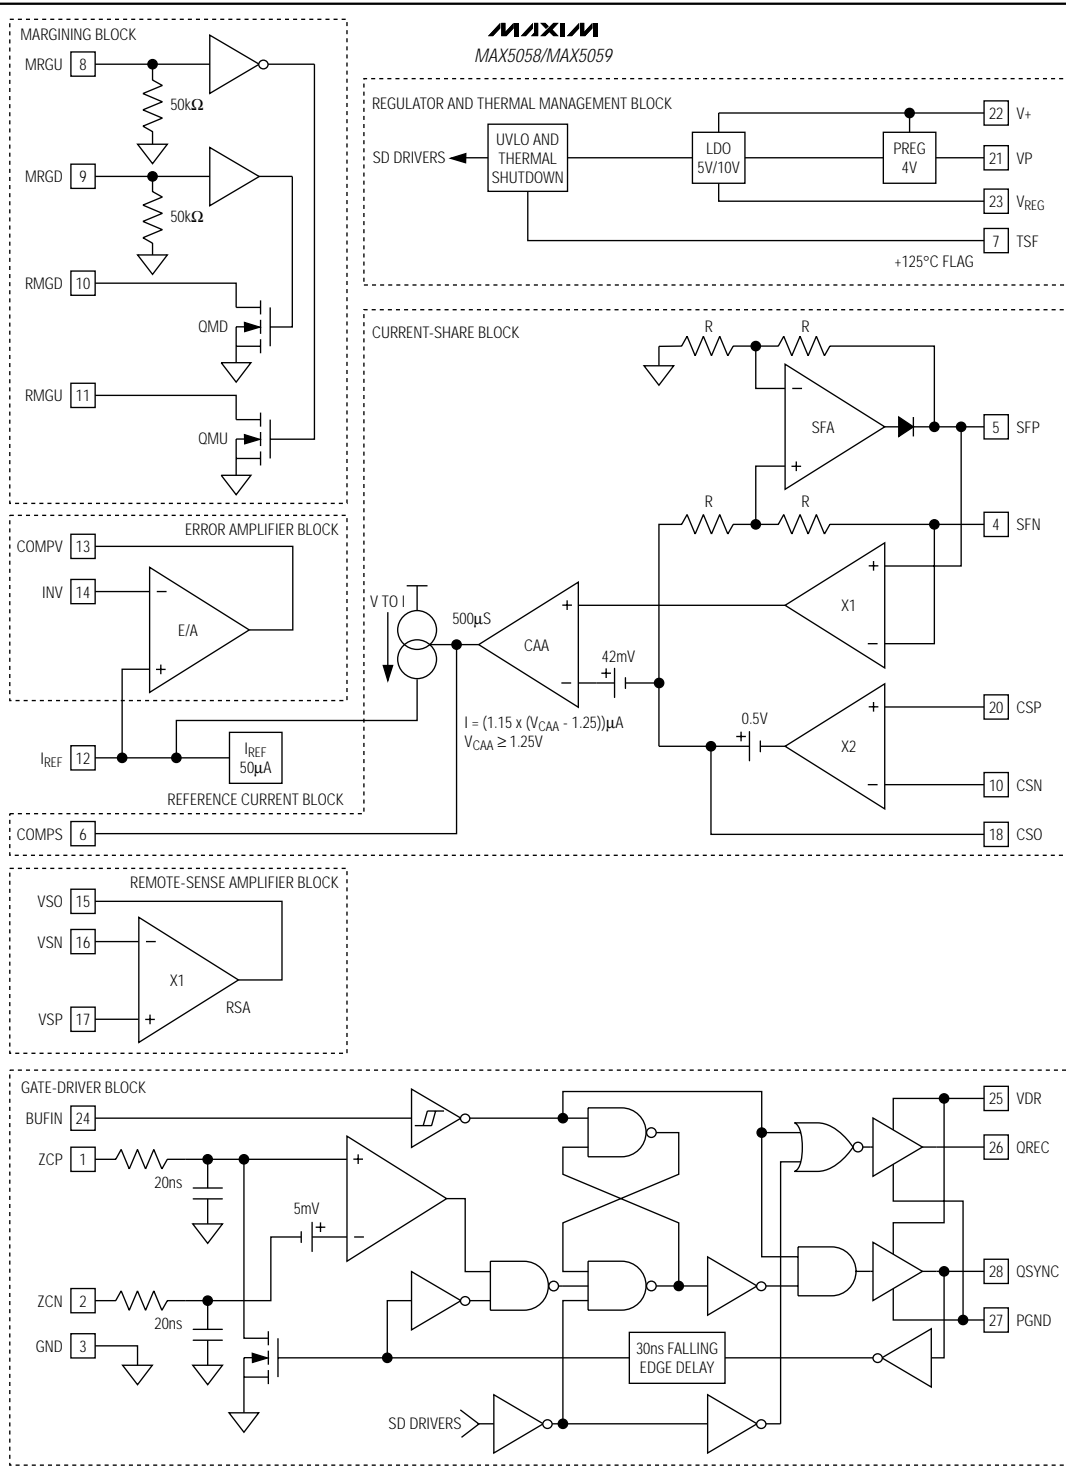 MAXIM
MAX5058/MAX5059
MARGINING BLOCK
MRGU 8
50kΩ
MRGD 9
50kΩ
RMGD 10
QMD
RMGU 11
QMU
REGULATOR AND THERMAL MANAGEMENT BLOCK
SD DRIVERS
UVLO AND
THERMAL
SHUTDOWN
LDO
5V/10V
PREG
4V
22 V+
21 VP
23 VREG
7 TSF
+125°C FLAG
CURRENT-SHARE BLOCK
R R
−
SFA
+
5 SFP
R R
4 SFN
+
X1
−
V TO I
500µS
+
CAA
−
42mV
+
I = (1.15 x (VCAA - 1.25))µA
VCAA ≥ 1.25V
0.5V
+
+
X2
−
20 CSP
10 CSN
18 CSO
ERROR AMPLIFIER BLOCK
COMPV 13
INV 14
−
E/A
+
IREF 12
IREF
50µA
REFERENCE CURRENT BLOCK
COMPS 6
REMOTE-SENSE AMPLIFIER BLOCK
VSO 15
VSN 16
−
X1
RSA
VSP 17
+
GATE-DRIVER BLOCK
BUFIN 24
ZCP 1
20ns
+
5mV
+
−
ZCN 2
20ns
GND 3
30ns FALLING
EDGE DELAY
SD DRIVERS
25 VDR
26 QREC
28 QSYNC
27 PGND